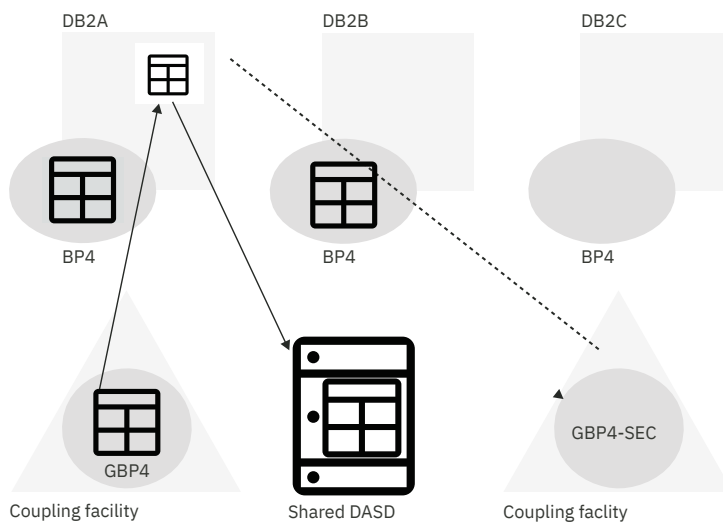 DB2A
DB2B
DB2C
BP4
BP4
BP4
GBP4
GBP4-SEC
Coupling facility
Shared DASD
Coupling faclity